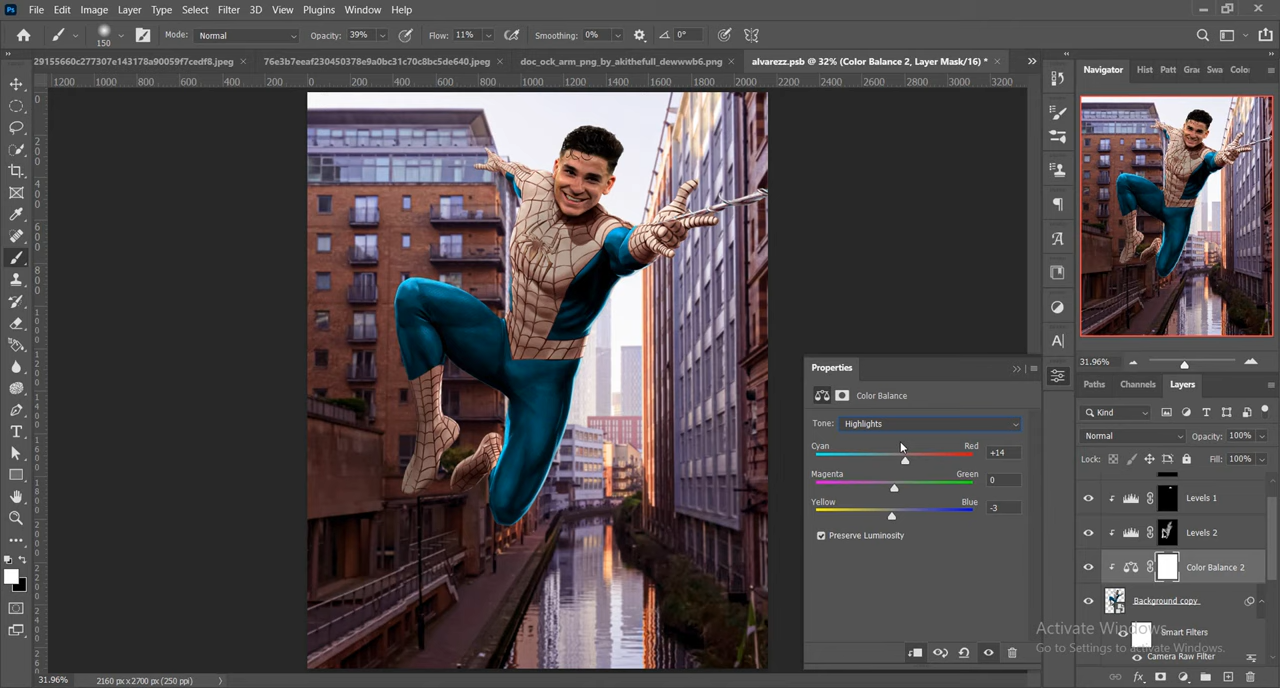 Ps File Edit Image Layer Type Select Filter 3D View Plugins Window Help
150 Mode: Normal Opacity: 39% Flow: 11% Smoothing: 0% 0°
29155660c277307e143178a90059f7cedf8.jpeg × 76e3b7eeaf230450378e9a0bc31c70c8bc5de640.jpeg × doc_ock_arm_png_by_akithefull_dewwwb6.png × alvarezz.psb @ 32% (Color Balance 2, Layer Mask/16) * ×
Navigator Hist Patt Gra Swa Colo
1200 1000 800 600 400 200 0 200 400 600 800 1000 1200 1400 1600 1800 2000 2200 2400 2600 2800 3000 3200
31.96%
Properties
Color Balance
Tone: Highlights
Cyan Red +14
Magenta Green 0
Yellow Blue -3
Preserve Luminosity
Paths Channels Layers
Kind
Normal Opacity: 100%
Lock: Fill: 100%
Levels 1
Levels 2
Color Balance 2
Background copy
Smart Filters
Camera Raw Filter
Activate Windows
Go to Settings to activate Windows.
31.96% 2160 px x 2700 px (250 ppi)